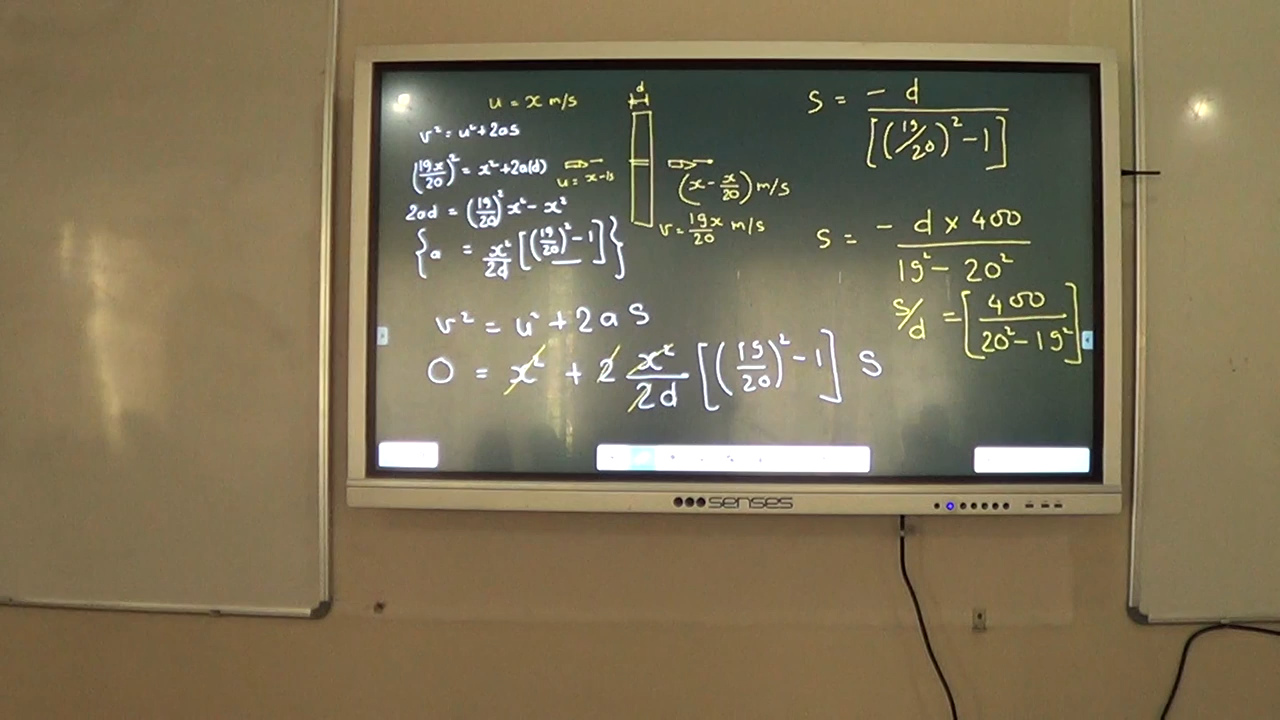 u = x m/s
v² = u² + 2as
(19x/20)² = x² + 2a(d)
2ad = (19/20)² x² - x²
{ a = x²/2d [(19/20)² - 1] }
d
(x - x/20) m/s
v = 19x/20 m/s
v² = u² + 2 a S
0 = x² + 2 x²/2d [(19/20)² - 1] S
S = - d / [(19/20)² - 1]
S = - d × 400 / 19² - 20²
S/d = [400 / 20² - 19²]
senses